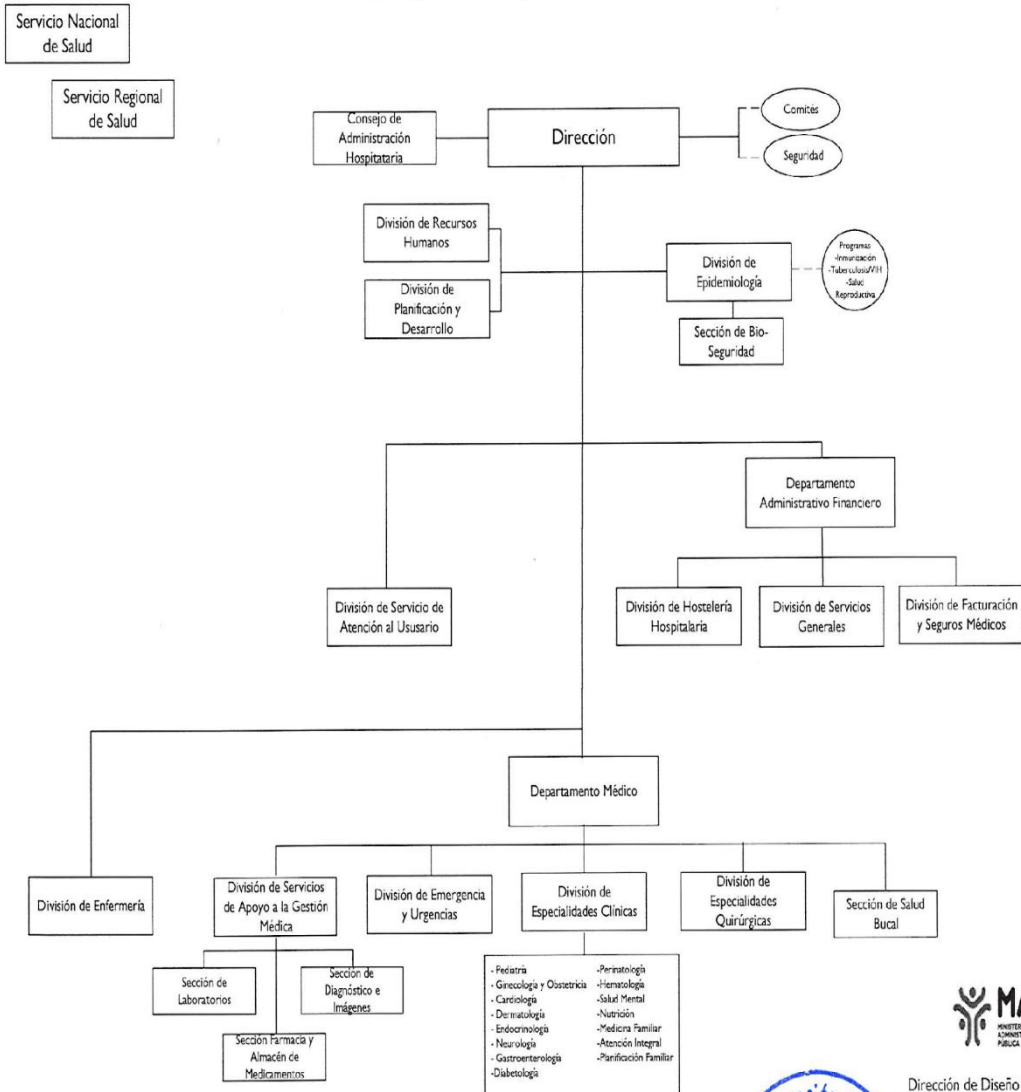 Servicio Nacional
de Salud
Servicio Regional
de Salud
Consejo de
Administración
Hospitataria
Dirección
Comités
Seguridad
División de Recursos
Humanos
División de
Planificación y
Desarrollo
División de
Epidemiología
Programas
-Inmunización
-Tuberculosis/VIH
-Salud
Reproductiva
Sección de Bio-
Seguridad
Departamento
Administrativo Financiero
División de Servicio de
Atención al Ususario
División de Hostelería
Hospitalaría
División de Servicios
Generales
División de Facturación
y Seguros Médicos
Departamento Médico
División de Enfermería
División de Servicios
de Apoyo a la Gestión
Médica
División de Emergencia
y Urgencias
División de
Especialidades Clínicas
División de
Especialidades
Quirúrgicas
Sección de Salud
Bucal
Sección de
Laboratorios
Sección de
Diagnóstico e
Imágenes
Sección Farmacia y
Almacén de
Medicamentos
- Pediatría
- Ginecología y Obstetricia
- Cardiología
- Dermatología
- Endocrinología
- Neurología
- Gastroenterología
-Diabetología
-Perinatología
-Hematología
-Salud Mental
-Nutrición
-Medicina Familiar
-Atención Integral
-Planificación Familiar
Dirección de Diseño